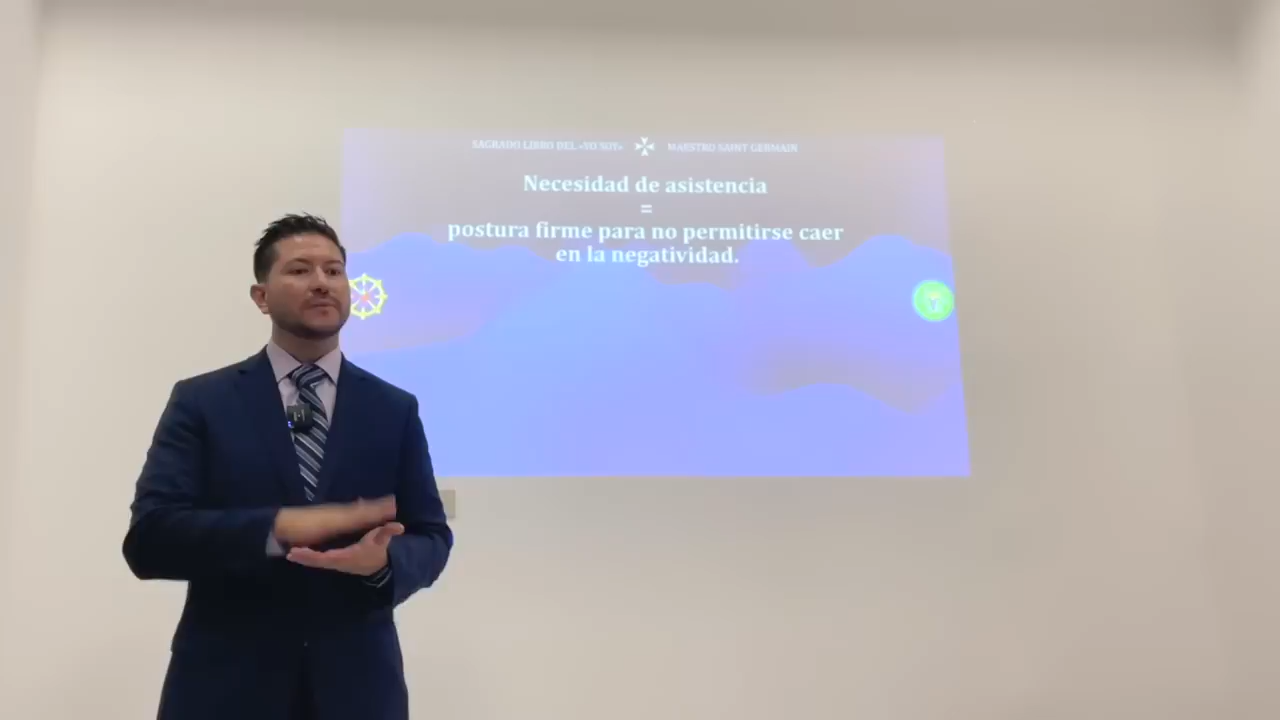 SAGRADO LIBRO DEL «YO SOY» MAESTRO SAINT GERMAIN
Necesidad de asistencia
=
postura firme para no permitirse caer
en la negatividad.